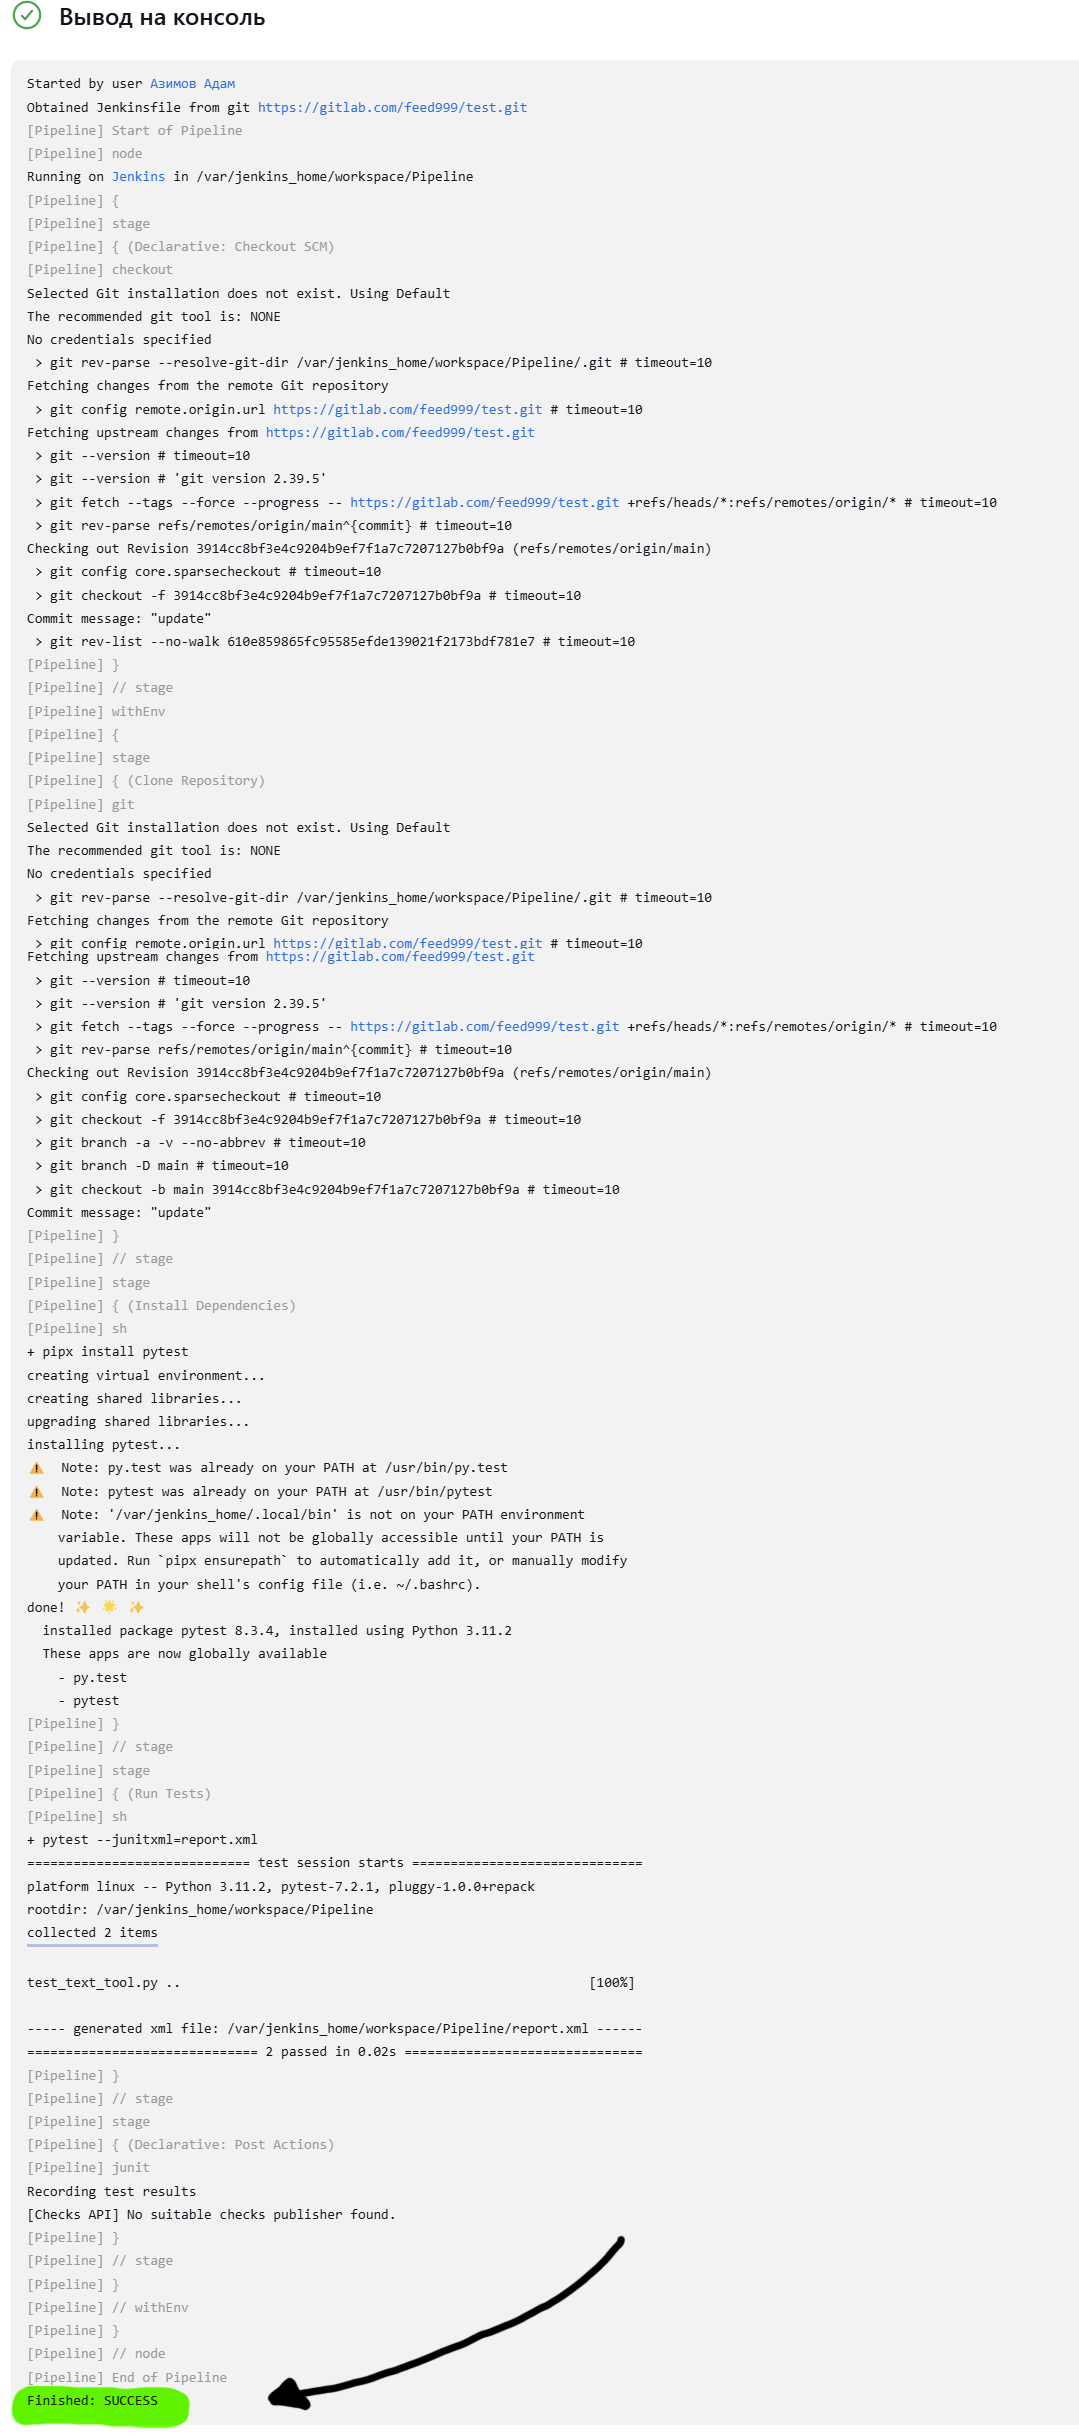 Вывод на консоль
Started by user Азимов Адам
Obtained Jenkinsfile from git https://gitlab.com/feed999/test.git
[Pipeline] Start of Pipeline
[Pipeline] node
Running on Jenkins in /var/jenkins_home/workspace/Pipeline
[Pipeline] {
[Pipeline] stage
[Pipeline] { (Declarative: Checkout SCM)
[Pipeline] checkout
Selected Git installation does not exist. Using Default
The recommended git tool is: NONE
No credentials specified
 > git rev-parse --resolve-git-dir /var/jenkins_home/workspace/Pipeline/.git # timeout=10
Fetching changes from the remote Git repository
 > git config remote.origin.url https://gitlab.com/feed999/test.git # timeout=10
Fetching upstream changes from https://gitlab.com/feed999/test.git
 > git --version # timeout=10
 > git --version # 'git version 2.39.5'
 > git fetch --tags --force --progress -- https://gitlab.com/feed999/test.git +refs/heads/*:refs/remotes/origin/* # timeout=10
 > git rev-parse refs/remotes/origin/main^{commit} # timeout=10
Checking out Revision 3914cc8bf3e4c9204b9ef7f1a7c7207127b0bf9a (refs/remotes/origin/main)
 > git config core.sparsecheckout # timeout=10
 > git checkout -f 3914cc8bf3e4c9204b9ef7f1a7c7207127b0bf9a # timeout=10
Commit message: "update"
 > git rev-list --no-walk 610e859865fc95585efde139021f2173bdf781e7 # timeout=10
[Pipeline] }
[Pipeline] // stage
[Pipeline] withEnv
[Pipeline] {
[Pipeline] stage
[Pipeline] { (Clone Repository)
[Pipeline] git
Selected Git installation does not exist. Using Default
The recommended git tool is: NONE
No credentials specified
 > git rev-parse --resolve-git-dir /var/jenkins_home/workspace/Pipeline/.git # timeout=10
Fetching changes from the remote Git repository
 > git config remote.origin.url https://gitlab.com/feed999/test.git # timeout=10
Fetching upstream changes from https://gitlab.com/feed999/test.git
 > git --version # timeout=10
 > git --version # 'git version 2.39.5'
 > git fetch --tags --force --progress -- https://gitlab.com/feed999/test.git +refs/heads/*:refs/remotes/origin/* # timeout=10
 > git rev-parse refs/remotes/origin/main^{commit} # timeout=10
Checking out Revision 3914cc8bf3e4c9204b9ef7f1a7c7207127b0bf9a (refs/remotes/origin/main)
 > git config core.sparsecheckout # timeout=10
 > git checkout -f 3914cc8bf3e4c9204b9ef7f1a7c7207127b0bf9a # timeout=10
 > git branch -a -v --no-abbrev # timeout=10
 > git branch -D main # timeout=10
 > git checkout -b main 3914cc8bf3e4c9204b9ef7f1a7c7207127b0bf9a # timeout=10
Commit message: "update"
[Pipeline] }
[Pipeline] // stage
[Pipeline] stage
[Pipeline] { (Install Dependencies)
[Pipeline] sh
+ pipx install pytest
creating virtual environment...
creating shared libraries...
upgrading shared libraries...
installing pytest...
⚠️  Note: py.test was already on your PATH at /usr/bin/py.test
⚠️  Note: pytest was already on your PATH at /usr/bin/pytest
⚠️  Note: '/var/jenkins_home/.local/bin' is not on your PATH environment
    variable. These apps will not be globally accessible until your PATH is
    updated. Run `pipx ensurepath` to automatically add it, or manually modify
    your PATH in your shell's config file (i.e. ~/.bashrc).
done! ✨ 🌟 ✨
  installed package pytest 8.3.4, installed using Python 3.11.2
  These apps are now globally available
    - py.test
    - pytest
[Pipeline] }
[Pipeline] // stage
[Pipeline] stage
[Pipeline] { (Run Tests)
[Pipeline] sh
+ pytest --junitxml=report.xml
============================= test session starts ==============================
platform linux -- Python 3.11.2, pytest-7.2.1, pluggy-1.0.0+repack
rootdir: /var/jenkins_home/workspace/Pipeline
collected 2 items
test_text_tool.py ..                                                     [100%]
----- generated xml file: /var/jenkins_home/workspace/Pipeline/report.xml ------
============================== 2 passed in 0.02s ===============================
[Pipeline] }
[Pipeline] // stage
[Pipeline] stage
[Pipeline] { (Declarative: Post Actions)
[Pipeline] junit
Recording test results
[Checks API] No suitable checks publisher found.
[Pipeline] }
[Pipeline] // stage
[Pipeline] }
[Pipeline] // withEnv
[Pipeline] }
[Pipeline] // node
[Pipeline] End of Pipeline
Finished: SUCCESS